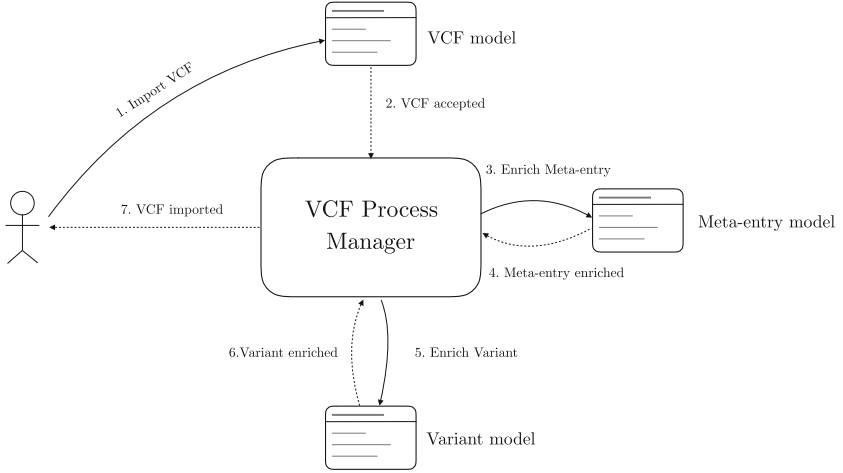 VCF model
1. Import VCF
2. VCF accepted
3. Enrich Meta-entry
7. VCF imported
VCF Process
Manager
Meta-entry model
4. Meta-entry enriched
6.Variant enriched
5. Enrich Variant
Variant model